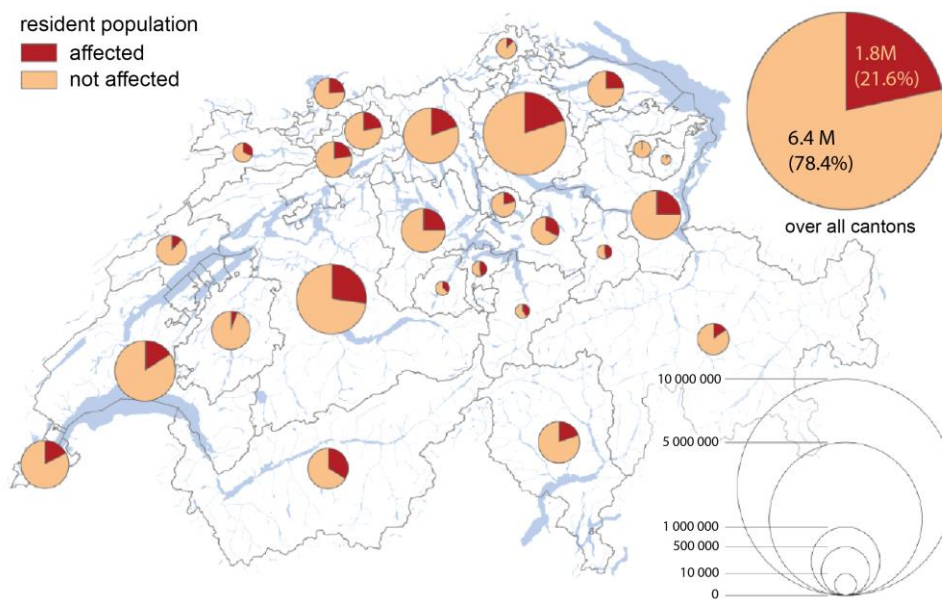 resident population
affected
not affected
1.8M
(21.6%)
6.4 M
(78.4%)
over all cantons
10 000 000
5 000 000
1 000 000
500 000
10 000
0